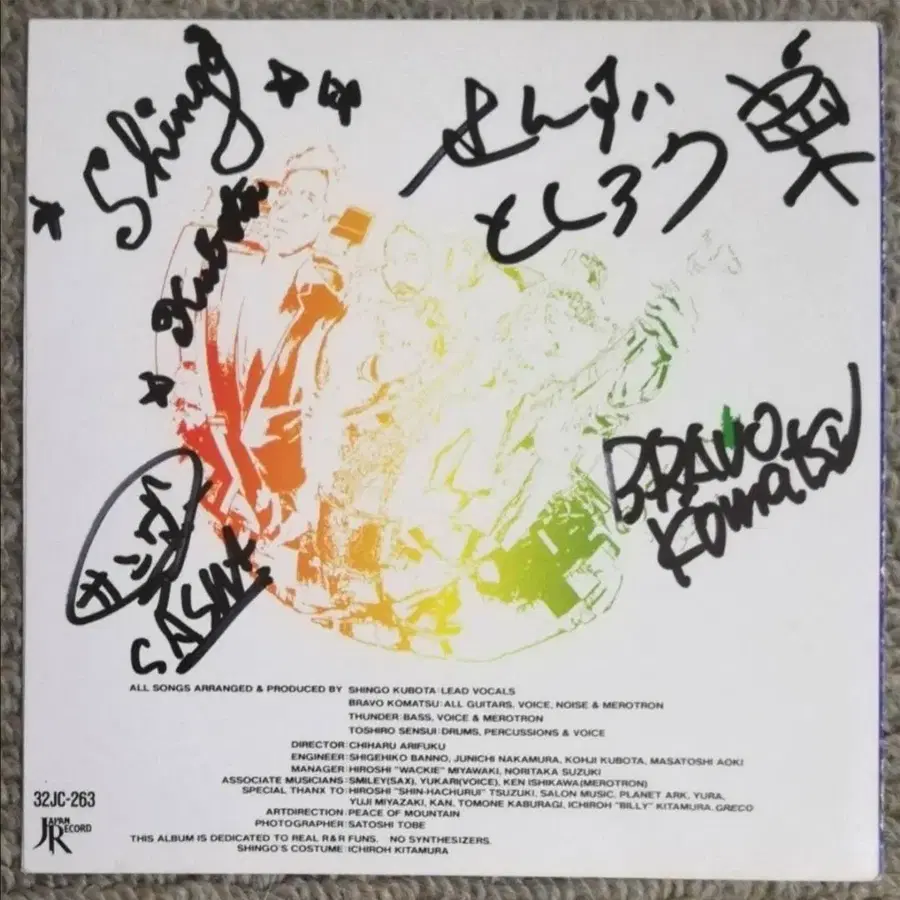 Shingo
Kubota
せんすい
としろう
BRAVO
Komatsu
サンダー
ALL SONGS ARRANGED & PRODUCED BY SHINGO KUBOTA:LEAD VOCALS
BRAVO KOMATSU:ALL GUITARS, VOICE, NOISE & MEROTRON
THUNDER:BASS, VOICE & MEROTRON
TOSHIRO SENSUI:DRUMS, PERCUSSIONS & VOICE
DIRECTOR:CHIHARU ARIFUKU
ENGINEER:SHIGEHIKO BANNO, JUNICHI NAKAMURA, KOHJI KUBOTA, MASATOSHI AOKI
MANAGER:HIROSHI "WACKIE" MIYAWAKI, NORITAKA SUZUKI
ASSOCIATE MUSICIANS:SMILEY(SAX), YUKARI(VOICE), KEN ISHIKAWA(MEROTRON)
SPECIAL THANX TO:HIROSHI "SHIN-HACHURUI" TSUZUKI, SALON MUSIC, PLANET ARK, YURA,
YUJI MIYAZAKI, KAN, TOMONE KABURAGI, ICHIROH "BILLY" KITAMURA, GRECO
ARTDIRECTION:PEACE OF MOUNTAIN
PHOTOGRAPHER:SATOSHI TOBE
32JC-263
JAPAN RECORD
THIS ALBUM IS DEDICATED TO REAL R&R FUNS. NO SYNTHESIZERS.
SHINGO'S COSTUME:ICHIROH KITAMURA